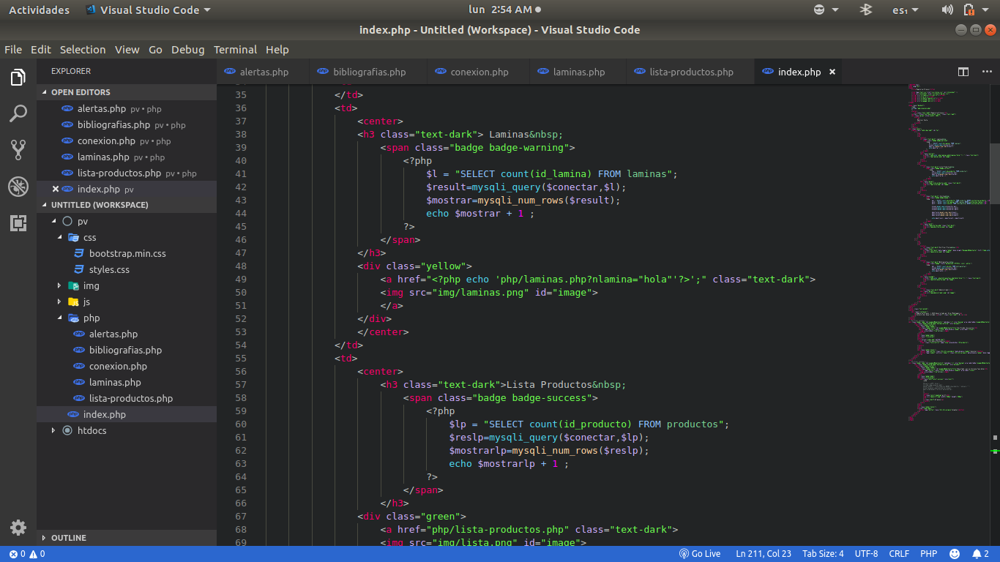 Actividades Visual Studio Code lun 2:54 AM es₁
index.php - Untitled (Workspace) - Visual Studio Code
File Edit Selection View Go Debug Terminal Help
EXPLORER
OPEN EDITORS
alertas.php pv • php
bibliografias.php pv • php
conexion.php pv • php
laminas.php pv • php
lista-productos.php pv • php
index.php pv
UNTITLED (WORKSPACE)
pv
css
bootstrap.min.css
styles.css
img
js
php
alertas.php
bibliografias.php
conexion.php
laminas.php
lista-productos.php
index.php
htdocs
OUTLINE
alertas.php bibliografias.php conexion.php laminas.php lista-productos.php index.php
35 </td>
36 <td>
37 <center>
38 <h3 class="text-dark"> Laminas&nbsp;
39 <span class="badge badge-warning">
40 <?php
41 $l = "SELECT count(id_lamina) FROM laminas";
42 $result=mysqli_query($conectar,$l);
43 $mostrar=mysqli_num_rows($result);
44 echo $mostrar + 1 ;
45 ?>
46 </span>
47 </h3>
48 <div class="yellow">
49 <a href="<?php echo 'php/laminas.php?nlamina="hola"'?>';" class="text-dark">
50 <img src="img/laminas.png" id="image">
51 </a>
52 </div>
53 </center>
54 </td>
55 <td>
56 <center>
57 <h3 class="text-dark">Lista Productos&nbsp;
58 <span class="badge badge-success">
59 <?php
60 $lp = "SELECT count(id_producto) FROM productos";
61 $reslp=mysqli_query($conectar,$lp);
62 $mostrarlp=mysqli_num_rows($reslp);
63 echo $mostrarlp + 1 ;
64 ?>
65 </span>
66 </h3>
67 <div class="green">
68 <a href="php/lista-productos.php" class="text-dark">
69 <img src="img/lista.png" id="image">
0 0 Go Live Ln 211, Col 23 Tab Size: 4 UTF-8 CRLF PHP 2